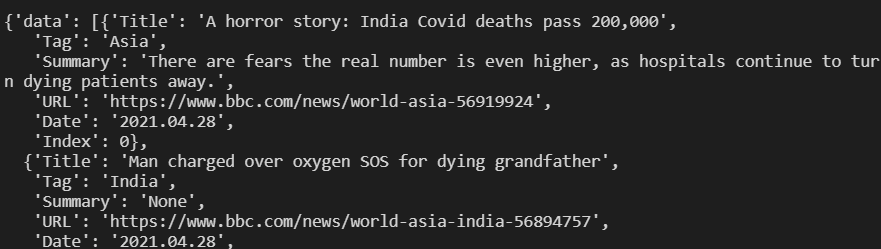 {'data': [{'Title': 'A horror story: India Covid deaths pass 200,000',
'Tag': 'Asia',
'Summary': 'There are fears the real number is even higher, as hospitals continue to tur
n dying patients away.',
'URL': 'https://www.bbc.com/news/world-asia-56919924',
'Date': '2021.04.28',
'Index': 0},
{'Title': 'Man charged over oxygen SOS for dying grandfather',
'Tag': 'India',
'Summary': 'None',
'URL': 'https://www.bbc.com/news/world-asia-india-56894757',
'Date': '2021.04.28',